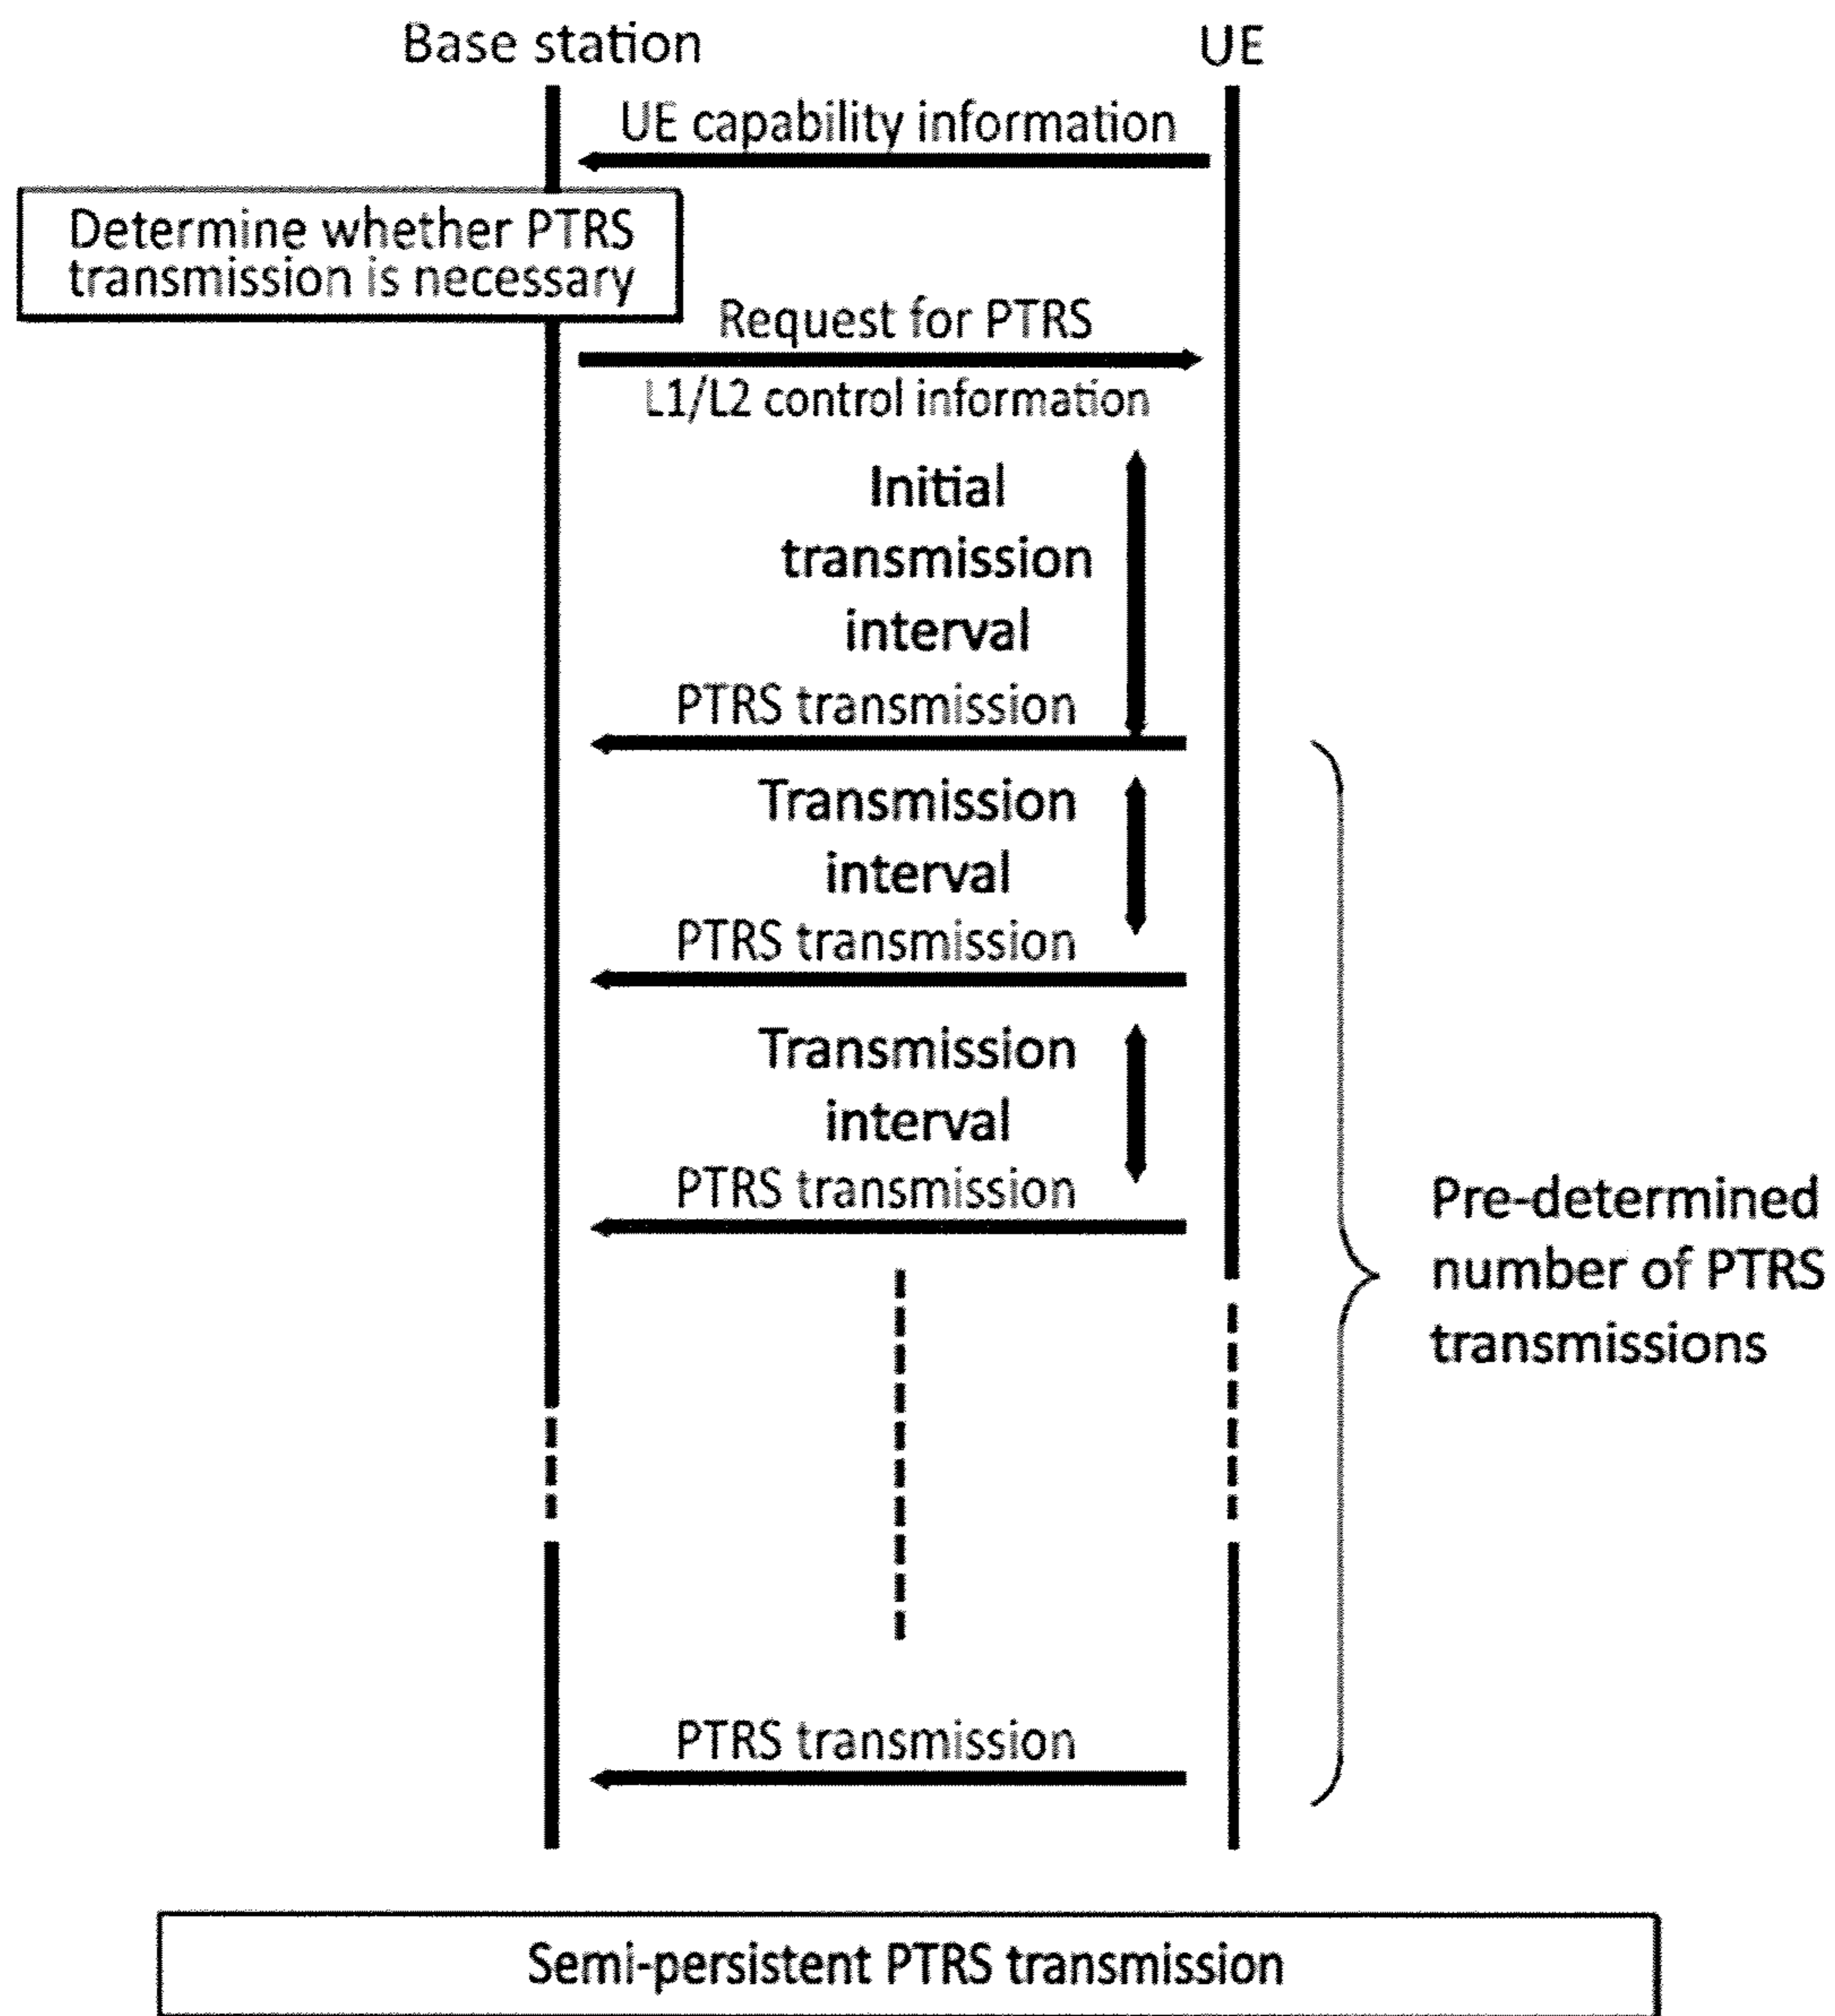 Base station
UE
UE capability information
Determine whether PTRS
transmission is necessary
Request for PTRS
L1/L2 control information
Initial
transmission
interval
PTRS transmission
Transmission
interval
PTRS transmission
Transmission
interval
PTRS transmission
Pre-determined
number of PTRS
transmissions
PTRS transmission
Semi-persistent PTRS transmission